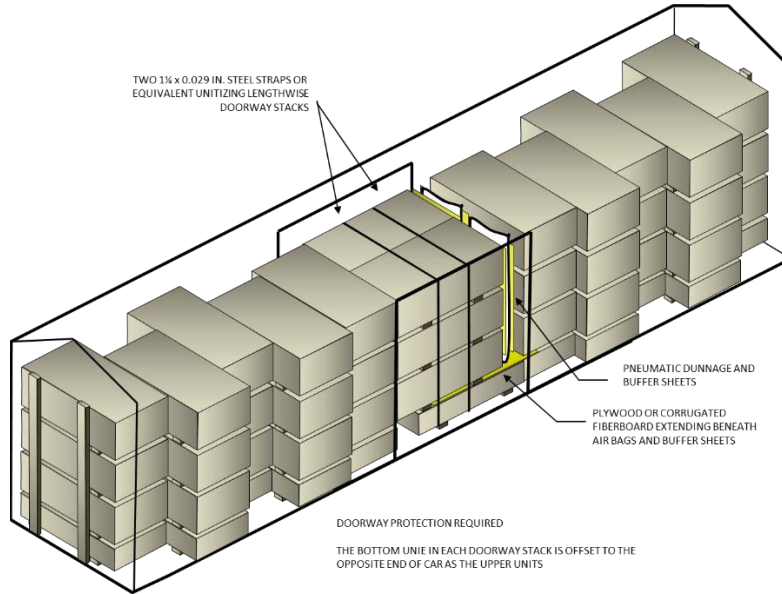 TWO 1¼ x 0.029 IN. STEEL STRAPS OR
EQUIVALENT UNITIZING LENGTHWISE
DOORWAY STACKS
PNEUMATIC DUNNAGE AND
BUFFER SHEETS
PLYWOOD OR CORRUGATED
FIBERBOARD EXTENDING BENEATH
AIR BAGS AND BUFFER SHEETS
DOORWAY PROTECTION REQUIRED
THE BOTTOM UNIE IN EACH DOORWAY STACK IS OFFSET TO THE
OPPOSITE END OF CAR AS THE UPPER UNITS